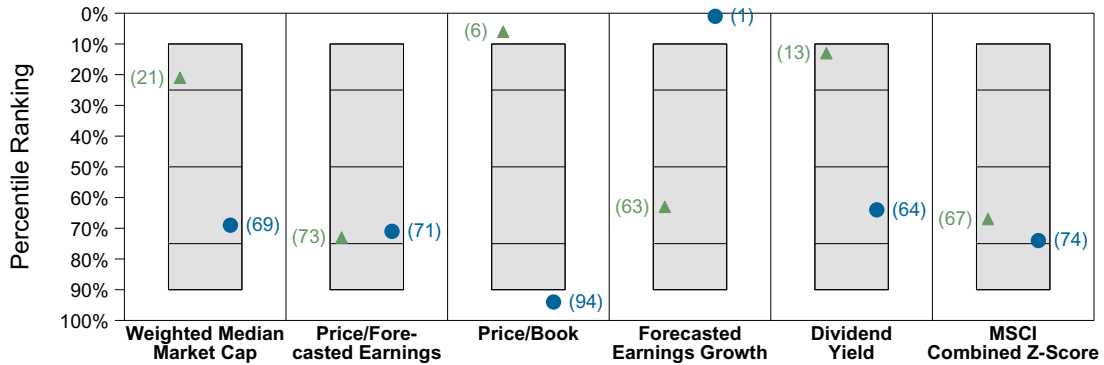 Percentile Ranking
0%
10%
20%
30%
40%
50%
60%
70%
80%
90%
100%
(21)
(69)
(73)
(71)
(6)
(94)
(63)
(1)
(13)
(64)
(67)
(74)
Weighted Median
Market Cap
Price/Fore-
casted Earnings
Price/Book
Forecasted
Earnings Growth
Dividend
Yield
MSCI
Combined Z-Score